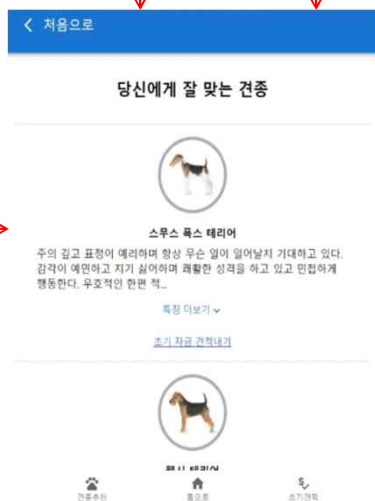 처음으로
당신에게 잘 맞는 견종
스무스 폭스 테리어
주의 깊고 표정이 예리하며 항상 무슨 일이 일어날지 기대하고 있다.
감각이 예민하고 지기 싫어하며 쾌활한 성격을 하고 있고 민첩하게
행동한다. 우호적인 한편 적...
특징 더보기
초기 자금 견적내기
웰시 테리어
견종추천 홈으로 초기견적